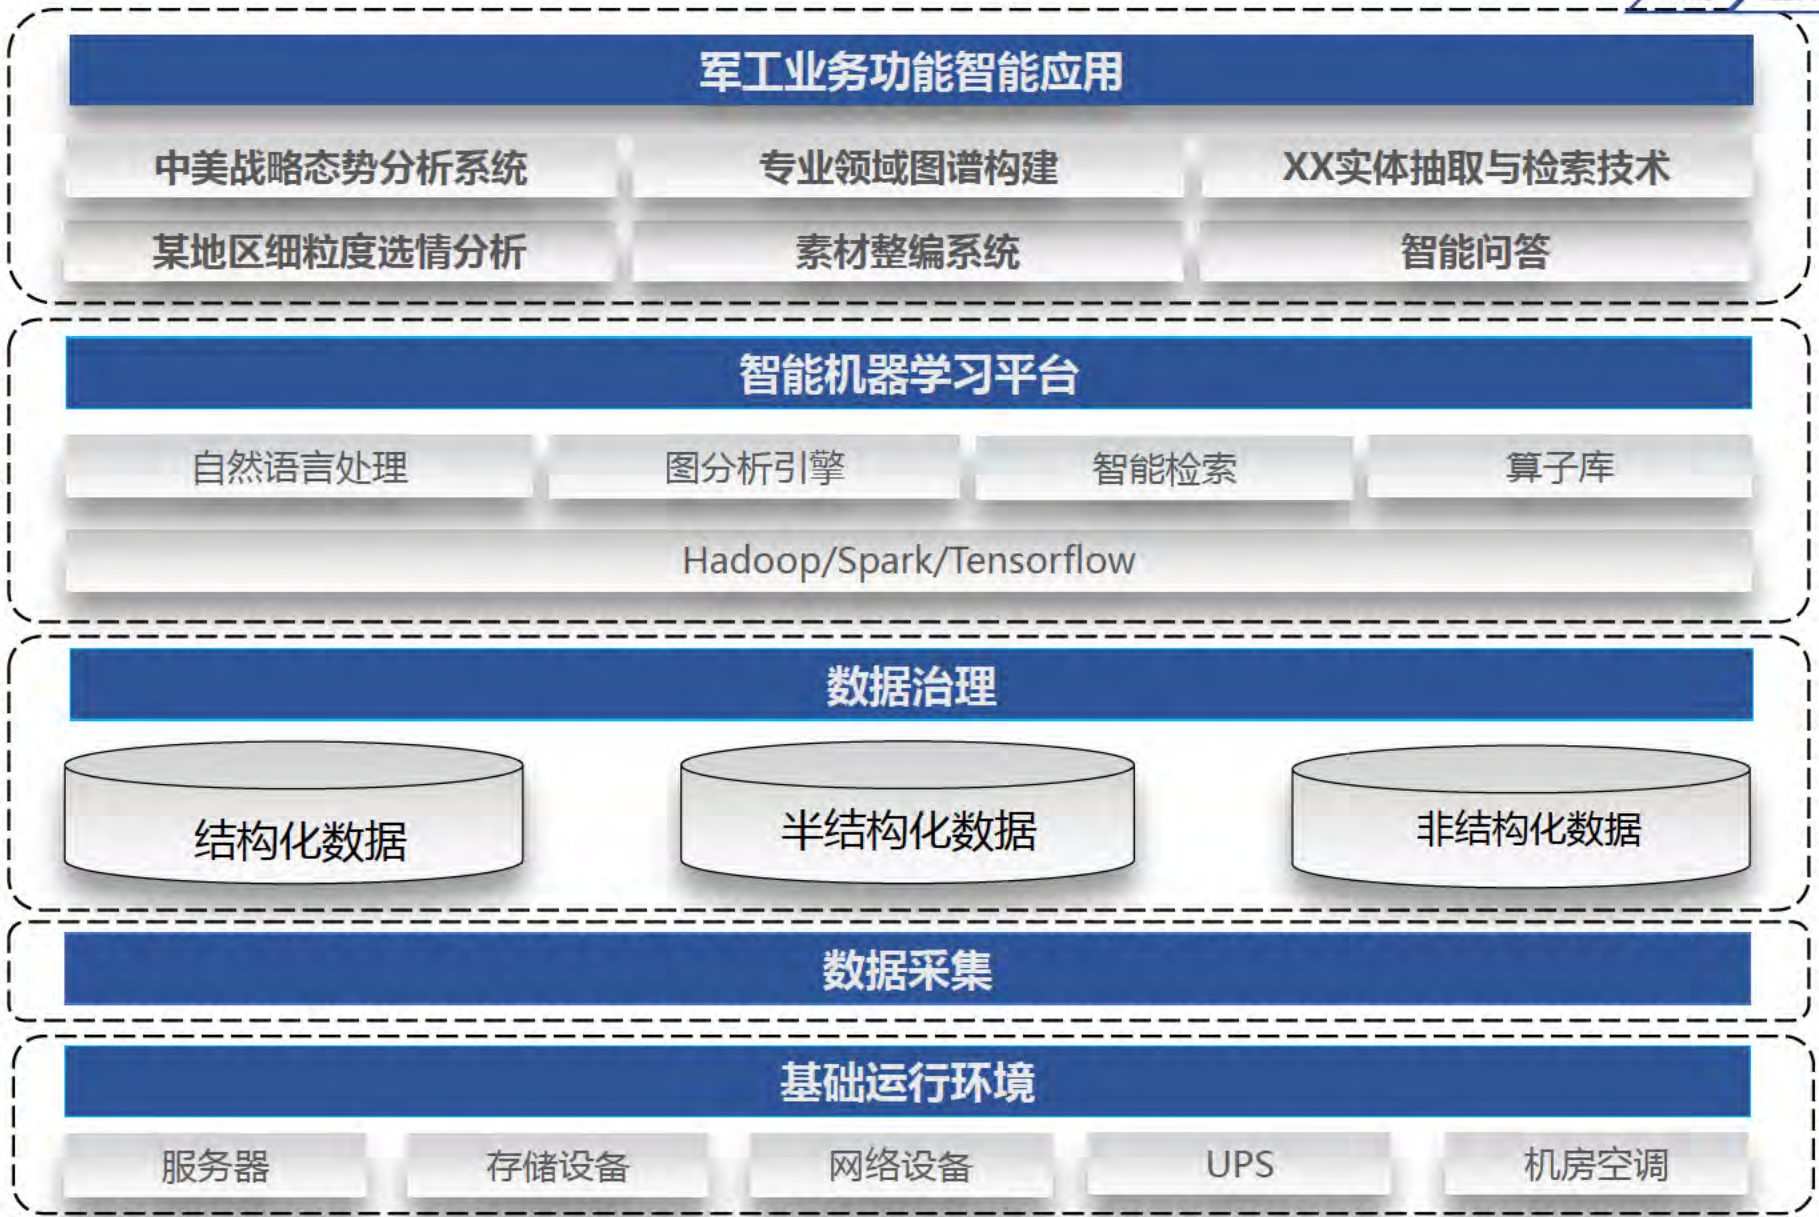 军工业务功能智能应用
中美战略态势分析系统
专业领域图谱构建
XX实体抽取与检索技术
某地区细粒度选情分析
素材整编系统
智能问答
智能机器学习平台
自然语言处理
图分析引擎
智能检索
算子库
Hadoop/Spark/Tensorflow
数据治理
结构化数据
半结构化数据
非结构化数据
数据采集
基础运行环境
服务器
存储设备
网络设备
UPS
机房空调